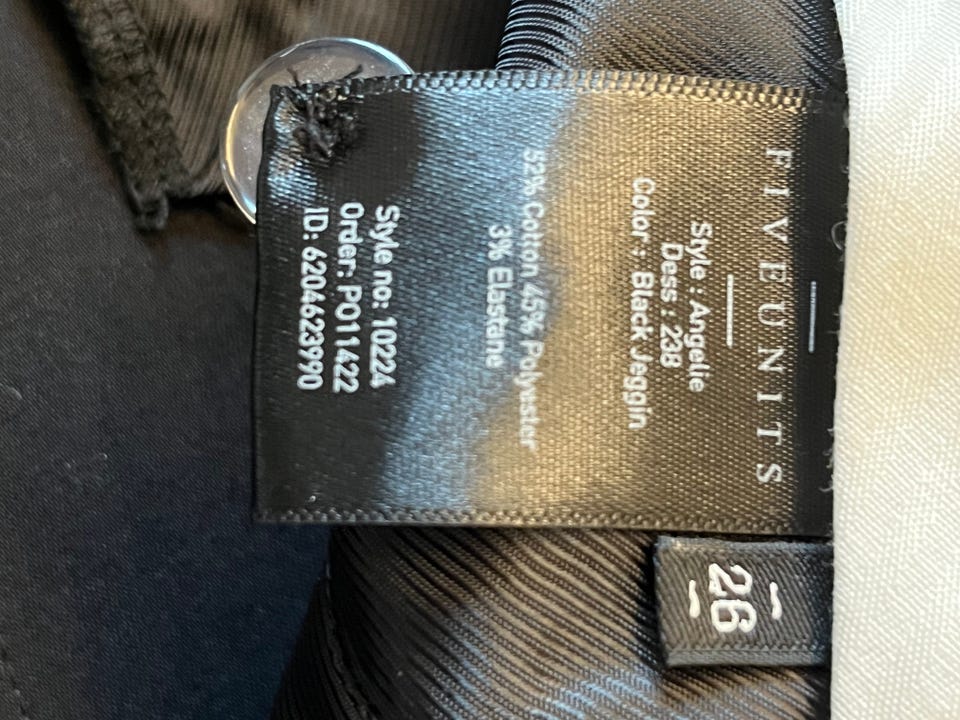 FIVEUNITS
Style : Angelie
Dess : 238
Color : Black Jeggin
52% Cotton 45% Polyester
3% Elastane
Style no: 10224
Order: PO11422
ID: 6204623990
26